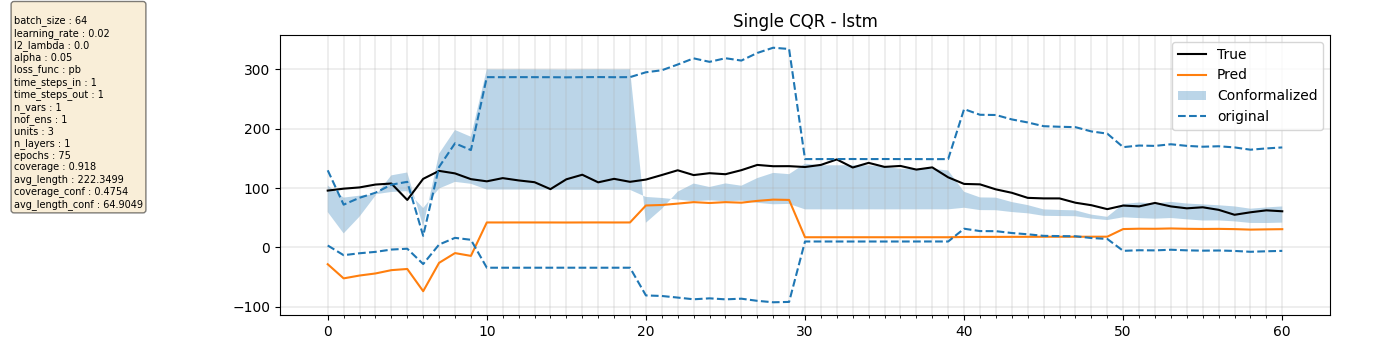 batch_size : 64
learning_rate : 0.02
l2_lambda : 0.0
alpha : 0.05
loss_func : pb
time_steps_in : 1
time_steps_out : 1
n_vars : 1
nof_ens : 1
units : 3
n_layers : 1
epochs : 75
coverage : 0.918
avg_length : 222.3499
coverage_conf : 0.4754
avg_length_conf : 64.9049
Single CQR - lstm
True
Pred
Conformalized
original
300
200
100
0
−100
0 10 20 30 40 50 60